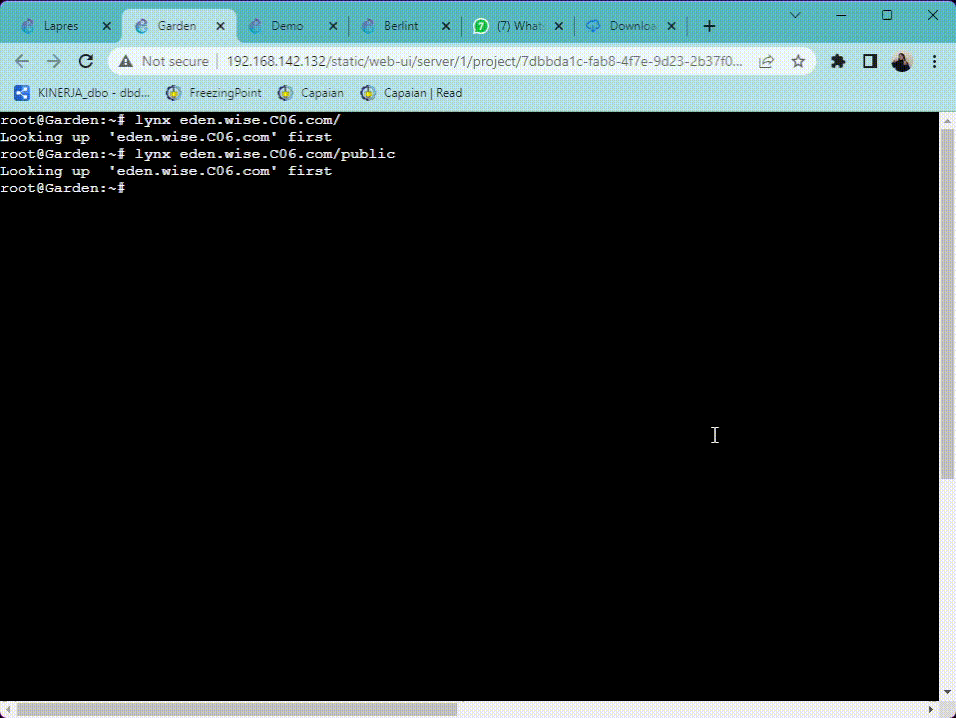 Lapres
Garden
Demo
Berlint
(7) What
Downloa
Not secure
192.168.142.132/static/web-ui/server/1/project/7dbbda1c-fab8-4f7e-9d23-2b37f0...
KINERJA_dbo - dbd...
FreezingPoint
Capaian
Capaian | Read
root@Garden:~# lynx eden.wise.C06.com/
Looking up  'eden.wise.C06.com' first
root@Garden:~# lynx eden.wise.C06.com/public
Looking up  'eden.wise.C06.com' first
root@Garden:~#